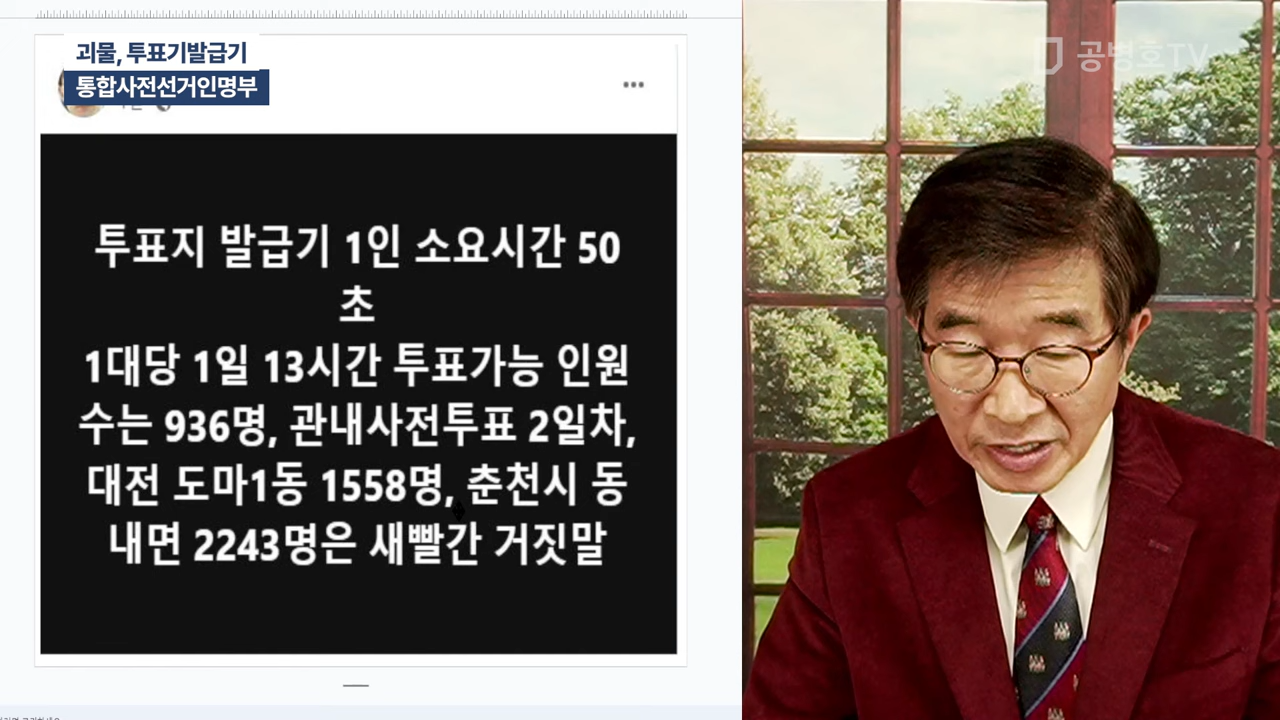 괴물, 투표기발급기
통합사전선거인명부
공병호TV
투표지 발급기 1인 소요시간 50
초
1대당 1일 13시간 투표가능 인원
수는 936명, 관내사전투표 2일차,
대전 도마1동 1558명, 춘천시 동
내면 2243명은 새빨간 거짓말